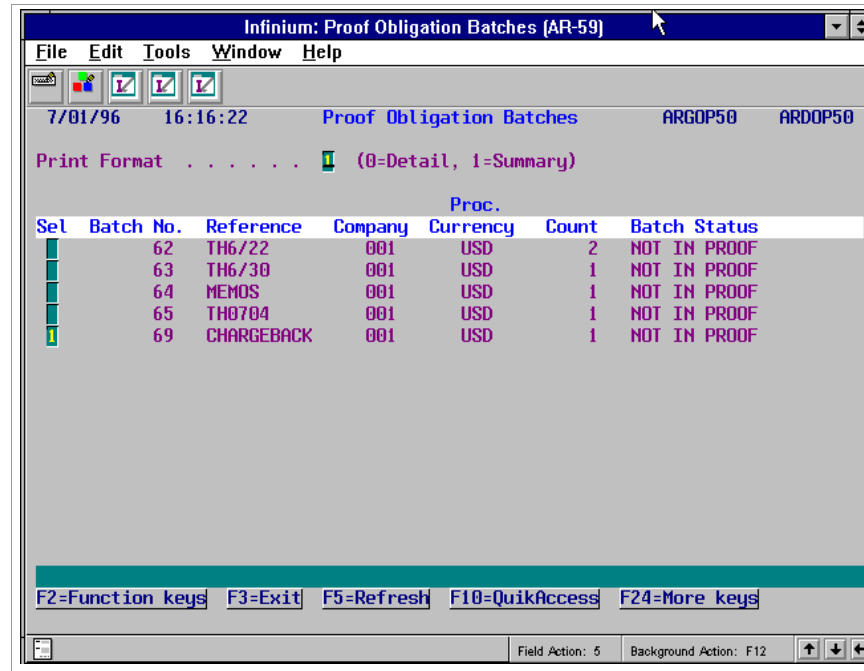 Infinium: Proof Obligation Batches (AR-59)
File Edit Tools Window Help
7/01/96 16:16:22 Proof Obligation Batches ARGOP50 ARDOP50
Print Format . . . . . . 1 (0=Detail, 1=Summary)
Proc.
Sel Batch No. Reference Company Currency Count Batch Status
62 TH6/22 001 USD 2 NOT IN PROOF
63 TH6/30 001 USD 1 NOT IN PROOF
64 MEMOS 001 USD 1 NOT IN PROOF
65 TH0704 001 USD 1 NOT IN PROOF
1 69 CHARGEBACK 001 USD 1 NOT IN PROOF
F2=Function keys F3=Exit F5=Refresh F10=QuikAccess F24=More keys
Field Action: 5 Background Action: F12